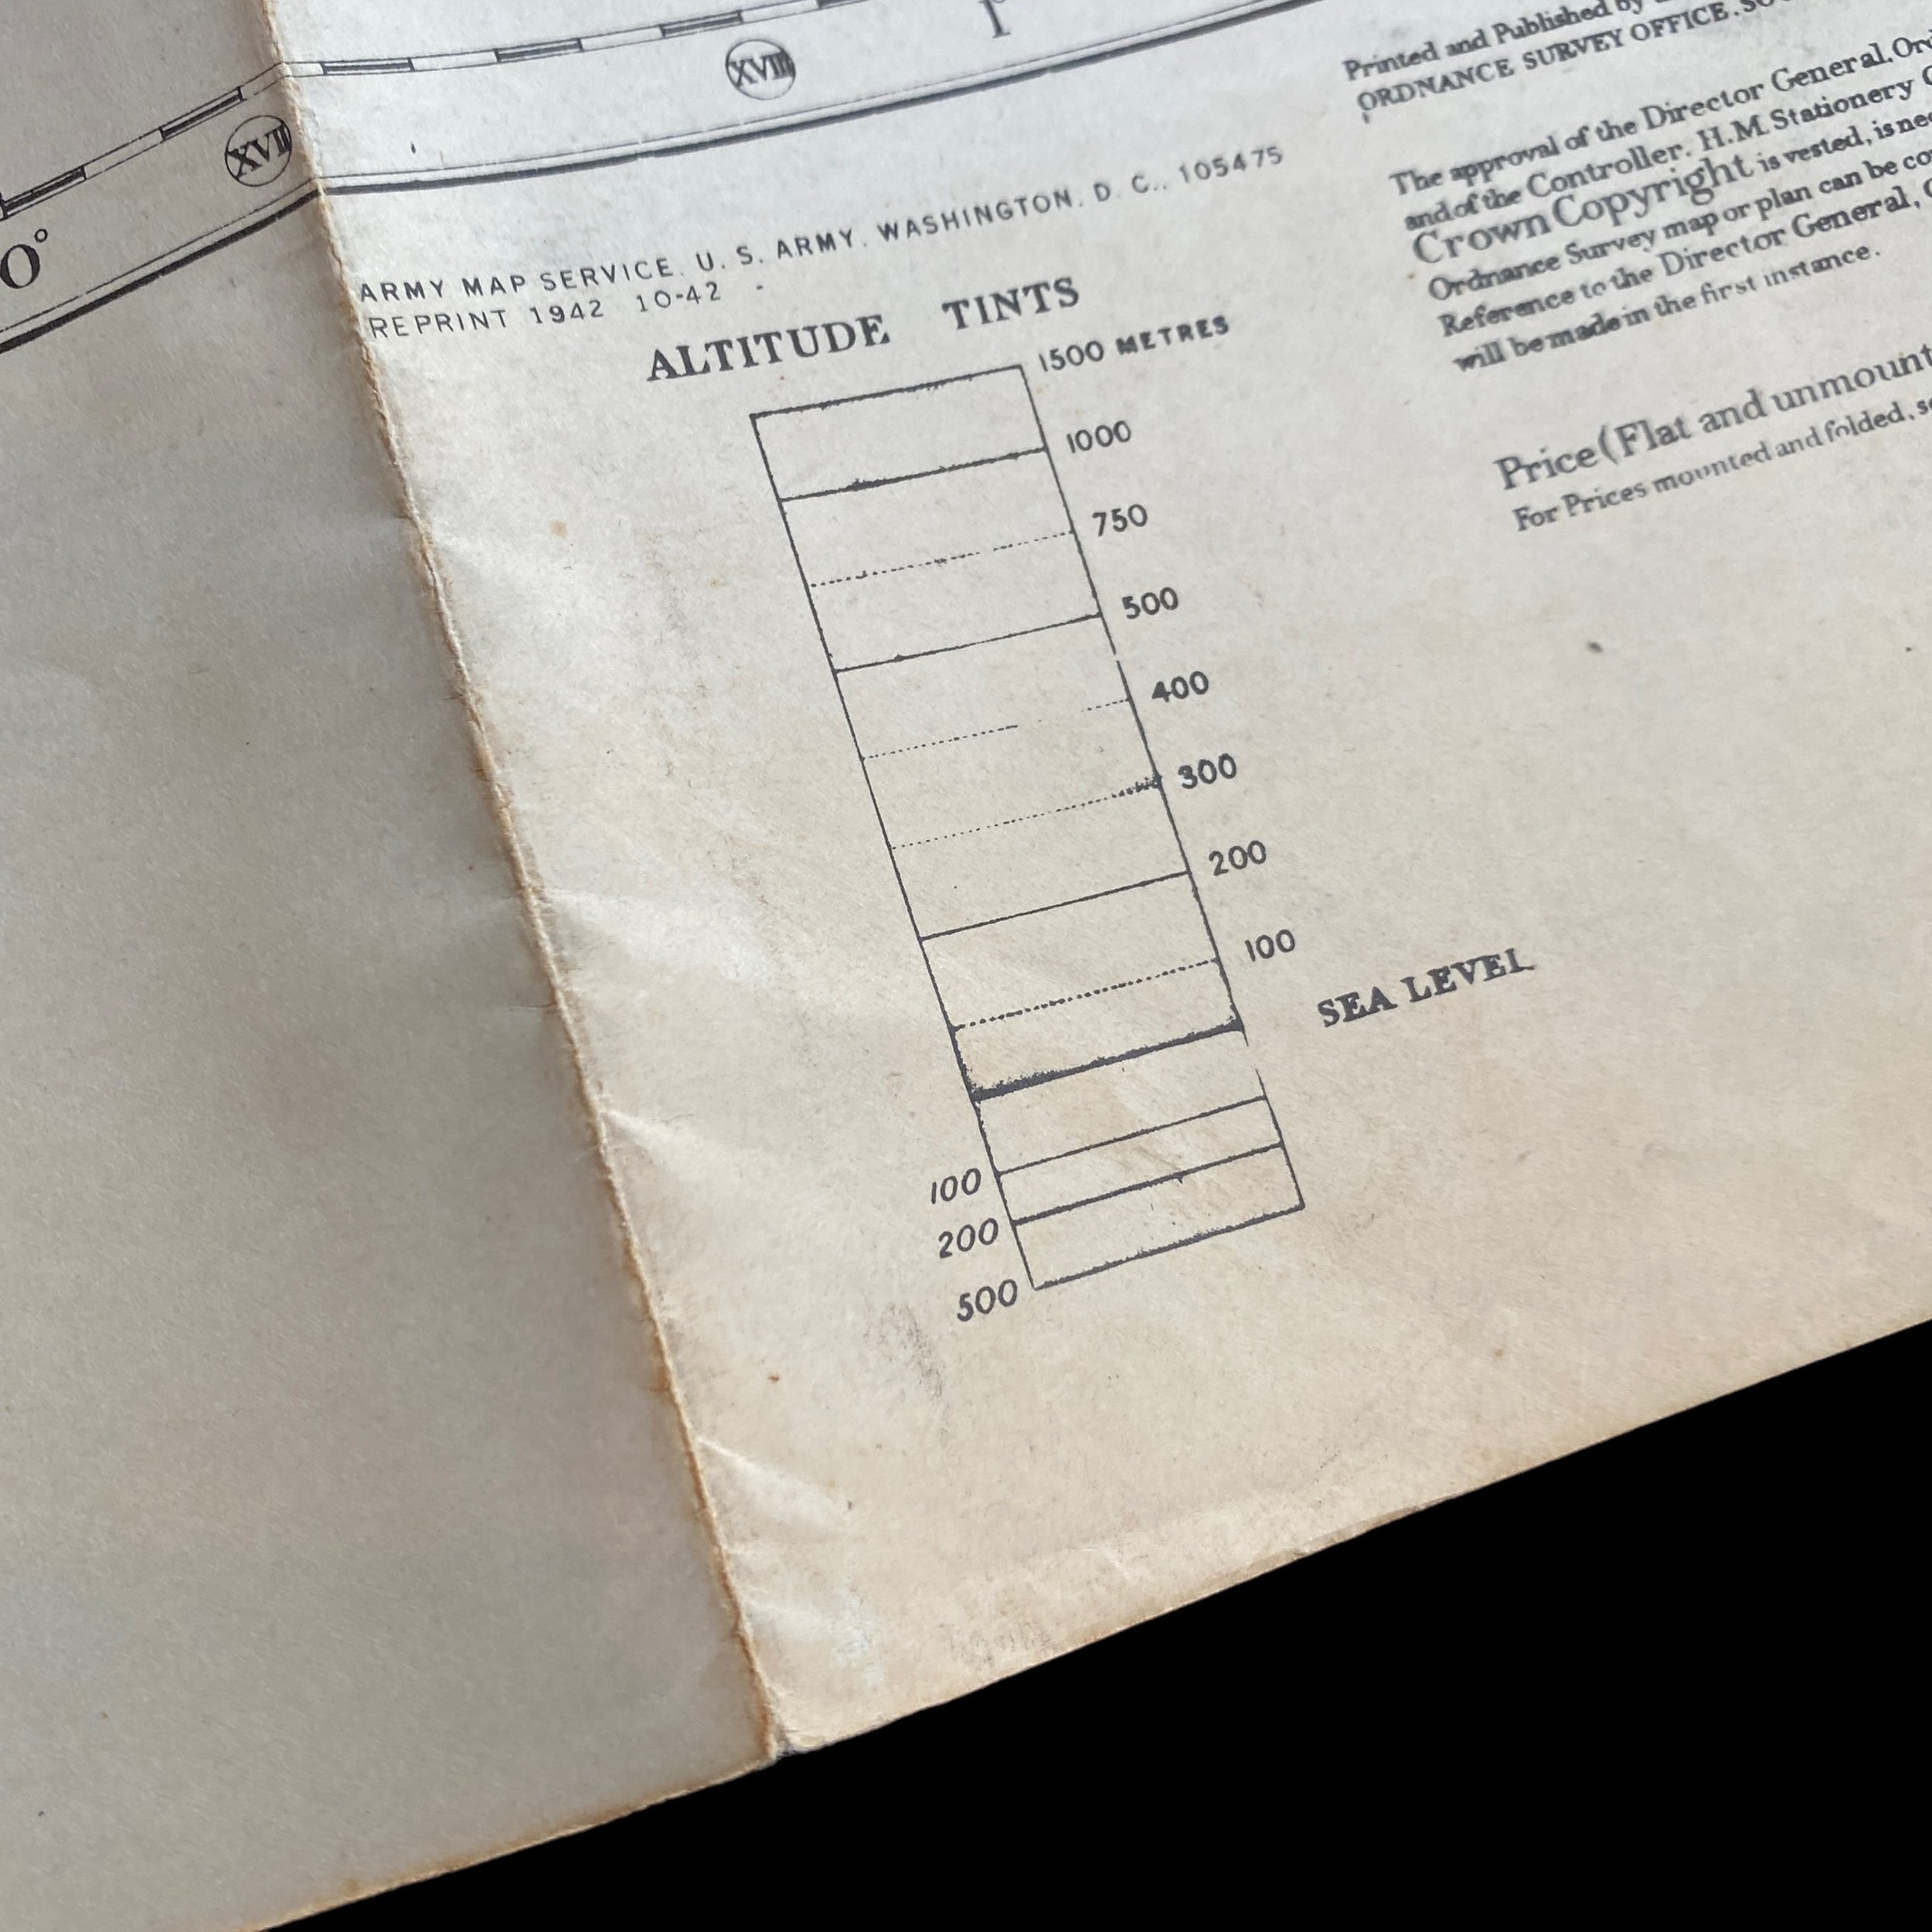 XVIII
1°
XVII
0°
Printed and Published by
ORDNANCE SURVEY OFFICE, SO
The approval of the Director General, Ord
and of the Controller. H.M. Stationery O
Crown Copyright is vested, is nec
Ordnance Survey map or plan can be co
Reference to the Director General, O
will be made in the first instance.
Price (Flat and unmount
For Prices mounted and folded, s
ARMY MAP SERVICE, U. S. ARMY, WASHINGTON, D. C., 105475
REPRINT 1942 10-42
ALTITUDE TINTS
1500 METRES
1000
750
500
400
300
200
100
SEA LEVEL
100
200
500